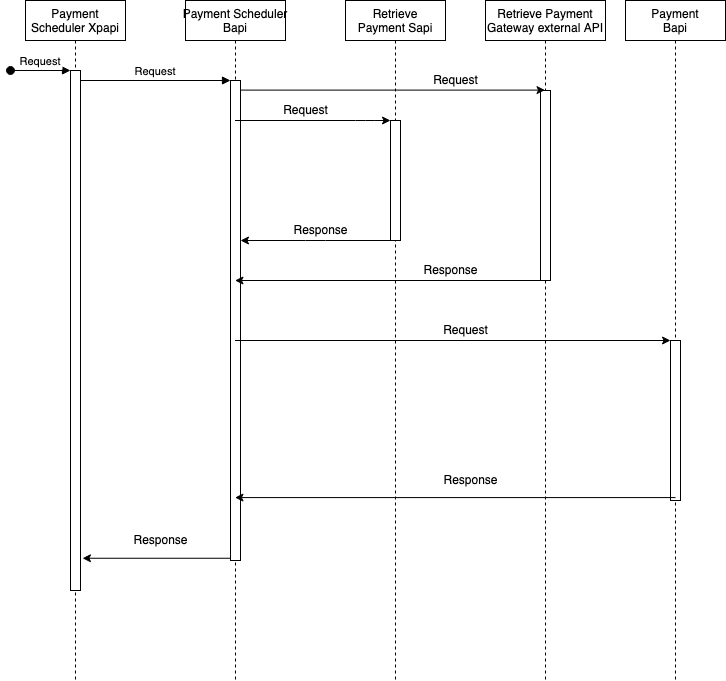 Payment
Scheduler Xpapi
Payment Scheduler
Bapi
Retrieve
Payment Sapi
Retrieve Payment
Gateway external API
Payment
Bapi
Request
Request
Request
Request
Response
Response
Request
Response
Response